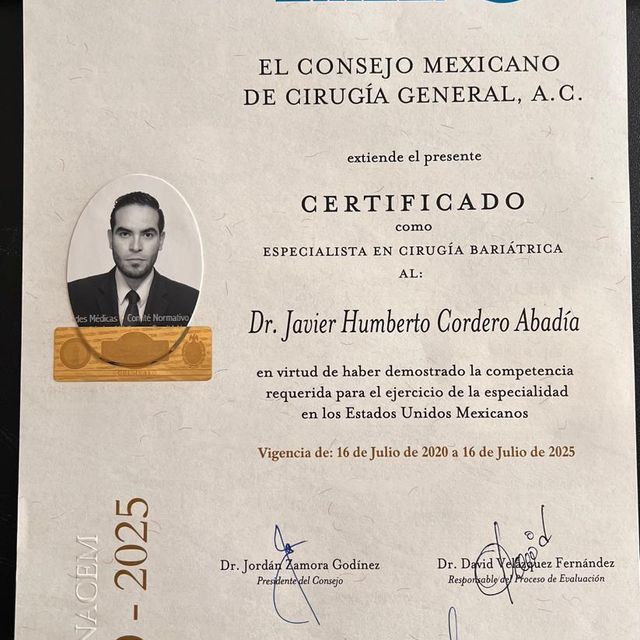 EL CONSEJO MEXICANO
DE CIRUGÍA GENERAL, A.C.
extiende el presente
CERTIFICADO
como
ESPECIALISTA EN CIRUGÍA BARIÁTRICA
AL:
des Médicas Comité Normativo
Dr. Javier Humberto Cordero Abadía
en virtud de haber demostrado la competencia
requerida para el ejercicio de la especialidad
en los Estados Unidos Mexicanos
Vigencia de: 16 de Julio de 2020 a 16 de Julio de 2025
Dr. Jordán Zamora Godínez
Presidente del Consejo
Dr. David Velázquez Fernández
Responsable del Proceso de Evaluación
NACEM
- 2025